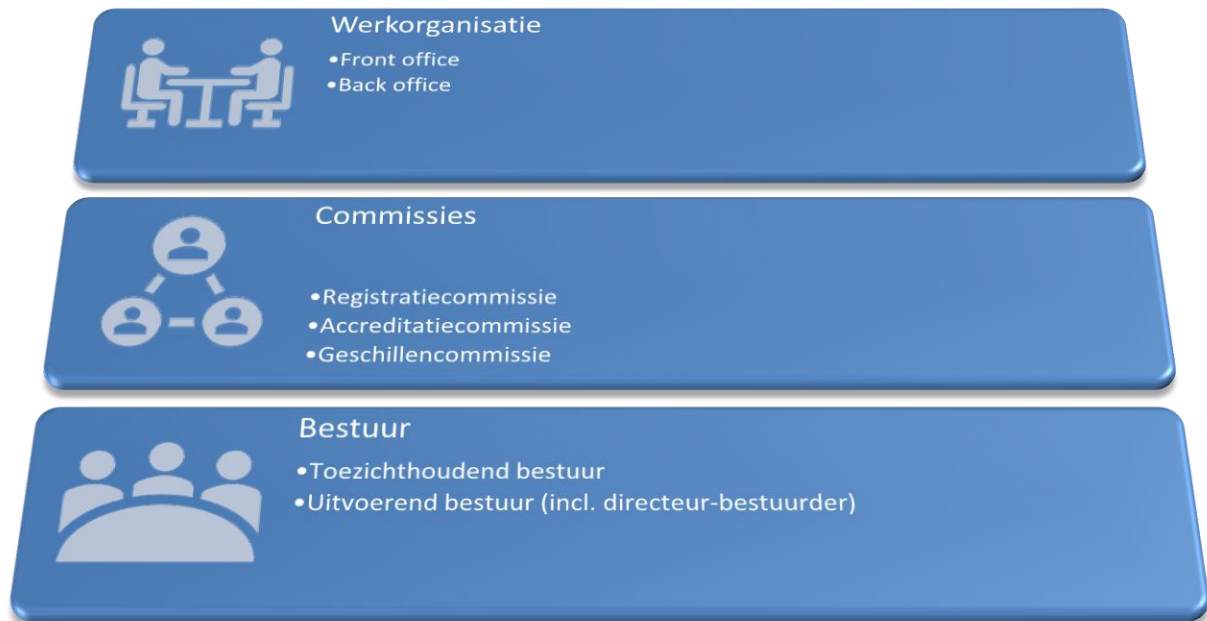 Werkorganisatie
•Front office
•Back office
Commissies
•Registratiecommissie
•Accreditatiecommissie
•Geschillencommissie
Bestuur
•Toezichthoudend bestuur
•Uitvoerend bestuur (incl. directeur-bestuurder)